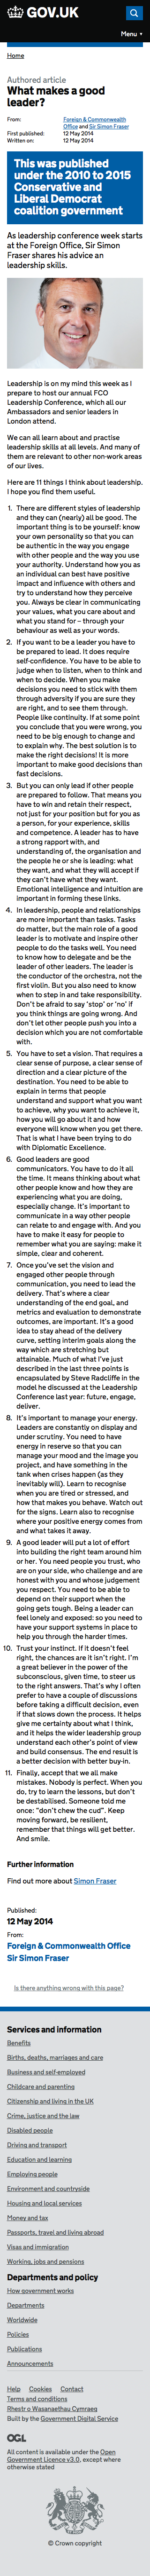 GOV.UK
Menu
Home
Authored article
What makes a good
leader?
From: Foreign & Commonwealth
Office and Sir Simon Fraser
First published: 12 May 2014
Written on: 12 May 2014
This was published
under the 2010 to 2015
Conservative and
Liberal Democrat
coalition government
As leadership conference week starts
at the Foreign Office, Sir Simon
Fraser shares his advice an
leadership skills.
Leadership is on my mind this week as I
prepare to host our annual FCO
Leadership Conference, which all our
Ambassadors and senior leaders in
London attend.
We can all learn about and practise
leadership skills at all levels. And many of
them are relevant to other non-work areas
of our lives.
Here are 11 things I think about leadership.
I hope you find them useful.
1. There are different styles of leadership
and you can (nearly) all be good. The
important thing is to be yourself: know
your own strengths so that you can
be authentic in the way you engage
with other people and manage the way
you use your authority. Understand how
as an individual you can best have
positive impact and influence with them
and try to understand how they perceive
you. Always be clear in communicating
your values, what you care about and
what you stand for – through your
behaviour as well as your words.
2. If you want to be a leader you have to
be prepared to lead. It does require
self-confidence. You have to be able to
judge when to listen, when to think and
when to decide. When you make
decisions you need to stick with them
through adversity if you are sure they
are right, and to see them through.
People like continuity. If at some point
you conclude that you were wrong, you
need to be big enough to change and
to explain why. The best solution is to
make the right decisions! It is more
important to make good decisions than
fast decisions.
3. But you can only lead if other people
are prepared to follow. That means you
have to win and retain their respect,
not just for your position but for you as
a person, for your experience, skills
and competence. A leader has to have
a strong rapport with, and
understanding of, the organisation and
the people he or she is leading: what
they want and what they will accept if
they can't have what they want.
Emotional intelligence and intuition are
important in forming these links.
4. In leadership, people and relationships
are more important than tasks. Tasks
do matter, but the main role of a good
leader is to motivate and inspire other
people to do the tasks well. You need
to know how to delegate and be the
leader of other leaders. The leader is
the conductor of the orchestra not the
first violin. But you also need to know
when to step in and take responsibility.
Don't be afraid to say 'stop' or 'no' if
you think things are going wrong. And
don't let other people push you into a
decision which you are not comfortable
with.
5. You have to set a vision. That requires a
clear sense of purpose, a clear sense of
direction and a clear picture of the
destination. You need to be able to
explain in terms that people
understand and support what you want
to achieve, why you want to achieve it,
how you will go about it and how
everyone will know when you get there.
That is what I have been trying to do
with Diplomatic Excellence.
6. Good leaders are good
communicators. You have to do it all
the time. It means thinking about what
other people know and how they are
experiencing what you are doing,
especially change. It's important to
communicate in a way other people
can relate to and engage with. And you
have to make it easy for people to
remember what you are saying: make it
simple, clear and coherent.
7. Once you've set the vision and
engaged other people through
communication, you need to lead the
delivery. That's where a clear
understanding of the end goal, and
metrics and evaluation to demonstrate
outcomes, are important. It's a good
idea to stay ahead of the delivery
curve, setting interim goals along the
way which are stretching but
attainable. Much of what I've just
described in the last three points is
encapsulated by Steve Radcliffe in the
model he discussed at the Leadership
Conference last year: future, engage,
deliver.
8. It's important to manage your energy.
Leaders are constantly on display and
under scrutiny. You need to have
energy in reserve so that you can
manage your mood and the image you
project, and have something in the
tank when crises happen (as they
inevitably will). Learn to recognise
when you are tired or stressed, and
how that makes you behave. Watch out
for the signs. Learn also to recognise
where your positive energy comes from
and what takes it away.
9. A good leader will put a lot of effort
into building the right team around him
or her. You need people you trust, who
are on your side, who challenge and are
honest with you and whose judgement
you respect. You need to be able to
depend on their support when the
going gets tough. Being a leader can
feel lonely and exposed: so you need to
have your support systems in place to
help you through the harder times.
10. Trust your instinct. If it doesn't feel
right, the chances are it isn't right. I'm
a great believer in the power of the
subconscious, given time, to steer us
to the right answers. That's why I often
prefer to have a couple of bites at
difficult decisions and to slow down the
process when the stakes are high. It
gives me certainty about what I think,
and it helps the wider leadership group
understand each other's point of view
and build consensus. The end result is
a better decision with better buy-in.
11. Finally, accept that we all make
mistakes. Nobody is perfect. When you
do, try to learn the lessons, but don't
be destabilised. Someone once told
me: "don't chew the cud". Keep
moving forward, be resilient,
remember that things will get better.
And smile.
Further information
Find out more about Simon Fraser
Published:
12 May 2014
From:
Foreign & Commonwealth Office
Sir Simon Fraser
Is there anything wrong with this page?
Services and information
Benefits
Births, deaths, marriages and care
Business and self-employed
Childcare and parenting
Citizenship and living in the UK
Crime, justice and the law
Disabled people
Driving and transport
Education and learning
Employing people
Environment and countryside
Housing and local services
Money and tax
Passports, travel and living abroad
Visas and immigration
Working, jobs and pensions
Departments and policy
How government works
Departments
Worldwide
Policies
Publications
Announcements
Help Cookies Contact
Terms and conditions
Rhestr o Wasanaethau Cymraeg
Built by the Government Digital Service
OGL
All content is available under the Open
Government Licence v3.0, except where
otherwise stated
© Crown copyright